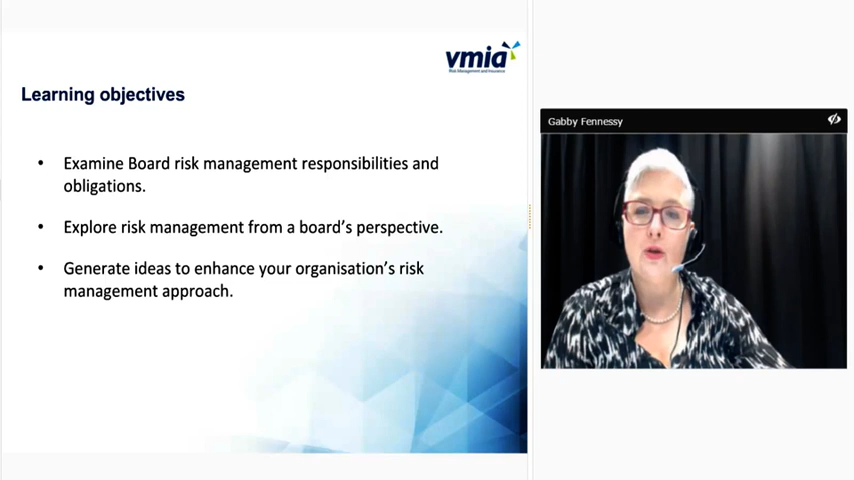 vmia
Risk Management and Insurance
Learning objectives
• Examine Board risk management responsibilities and
obligations.
• Explore risk management from a board’s perspective.
• Generate ideas to enhance your organisation’s risk
management approach.
Gabby Fennessy